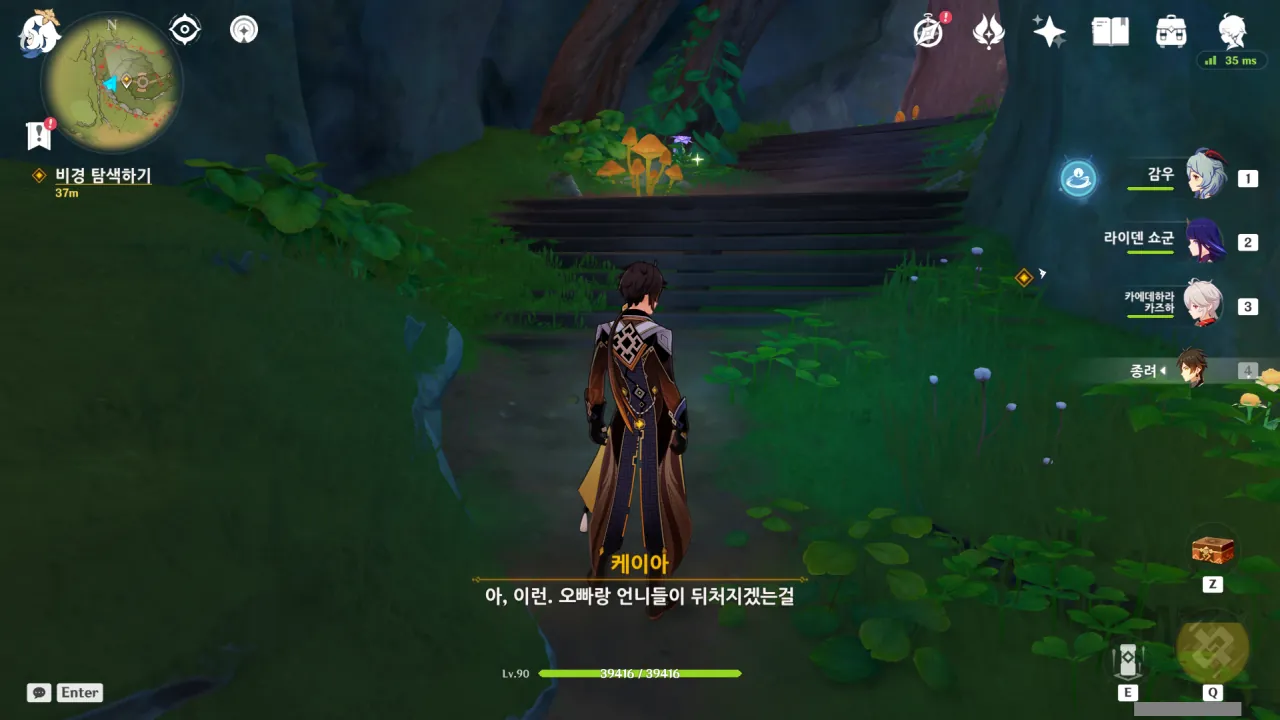 N
35 ms
비경 탐색하기
37m
감우
1
라이덴 쇼군
2
카에데하라
카즈하
3
종려
4
케이아
아, 이런. 오빠랑 언니들이 뒤처지겠는걸
Z
Lv.90
39416 / 39416
Enter
E
Q